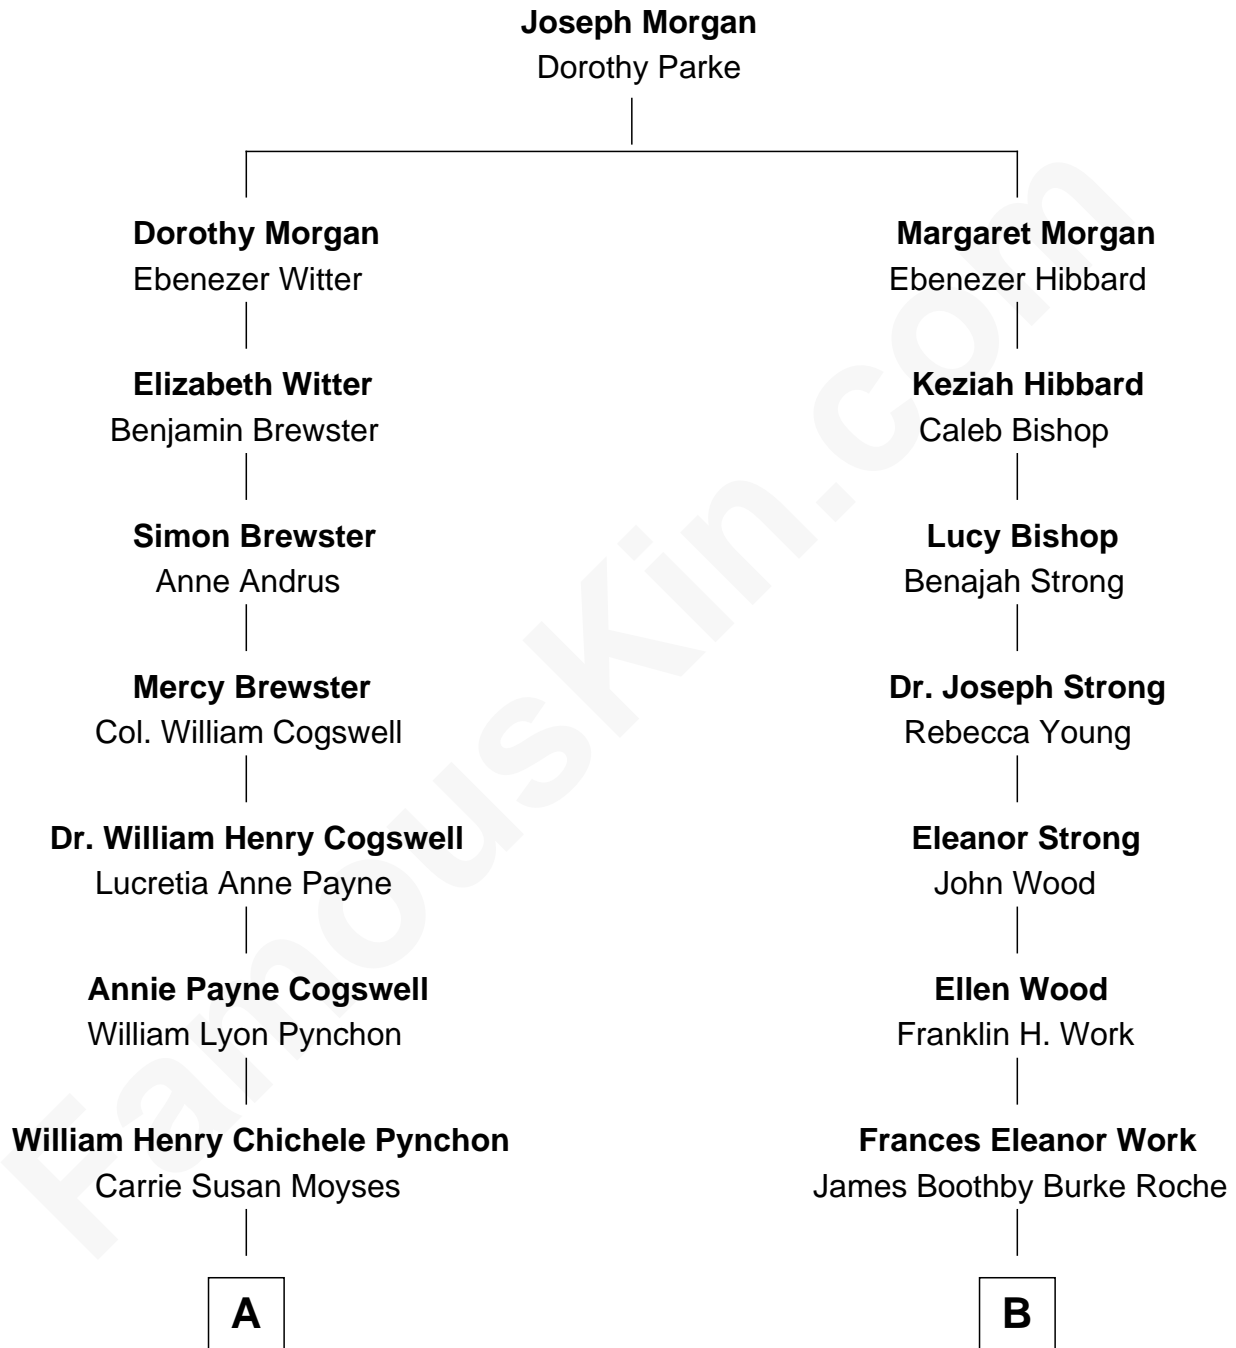 Joseph Morgan
Dorothy Parke
Dorothy Morgan
Ebenezer Witter
Margaret Morgan
Ebenezer Hibbard
Elizabeth Witter
Benjamin Brewster
Keziah Hibbard
Caleb Bishop
Simon Brewster
Anne Andrus
Lucy Bishop
Benajah Strong
Mercy Brewster
Col. William Cogswell
Dr. Joseph Strong
Rebecca Young
Dr. William Henry Cogswell
Lucretia Anne Payne
Eleanor Strong
John Wood
Annie Payne Cogswell
William Lyon Pynchon
Ellen Wood
Franklin H. Work
William Henry Chichele Pynchon
Carrie Susan Moyses
Frances Eleanor Work
James Boothby Burke Roche
A
B
FamousKin.com